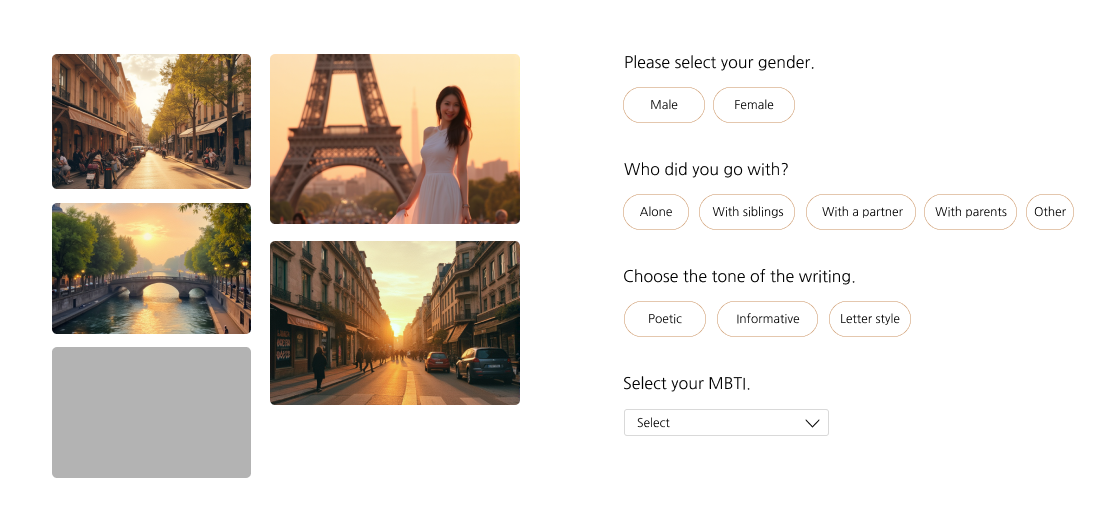 Please select your gender.
Male Female
Who did you go with?
Alone With siblings With a partner With parents Other
Choose the tone of the writing.
Poetic Informative Letter style
Select your MBTI.
Select